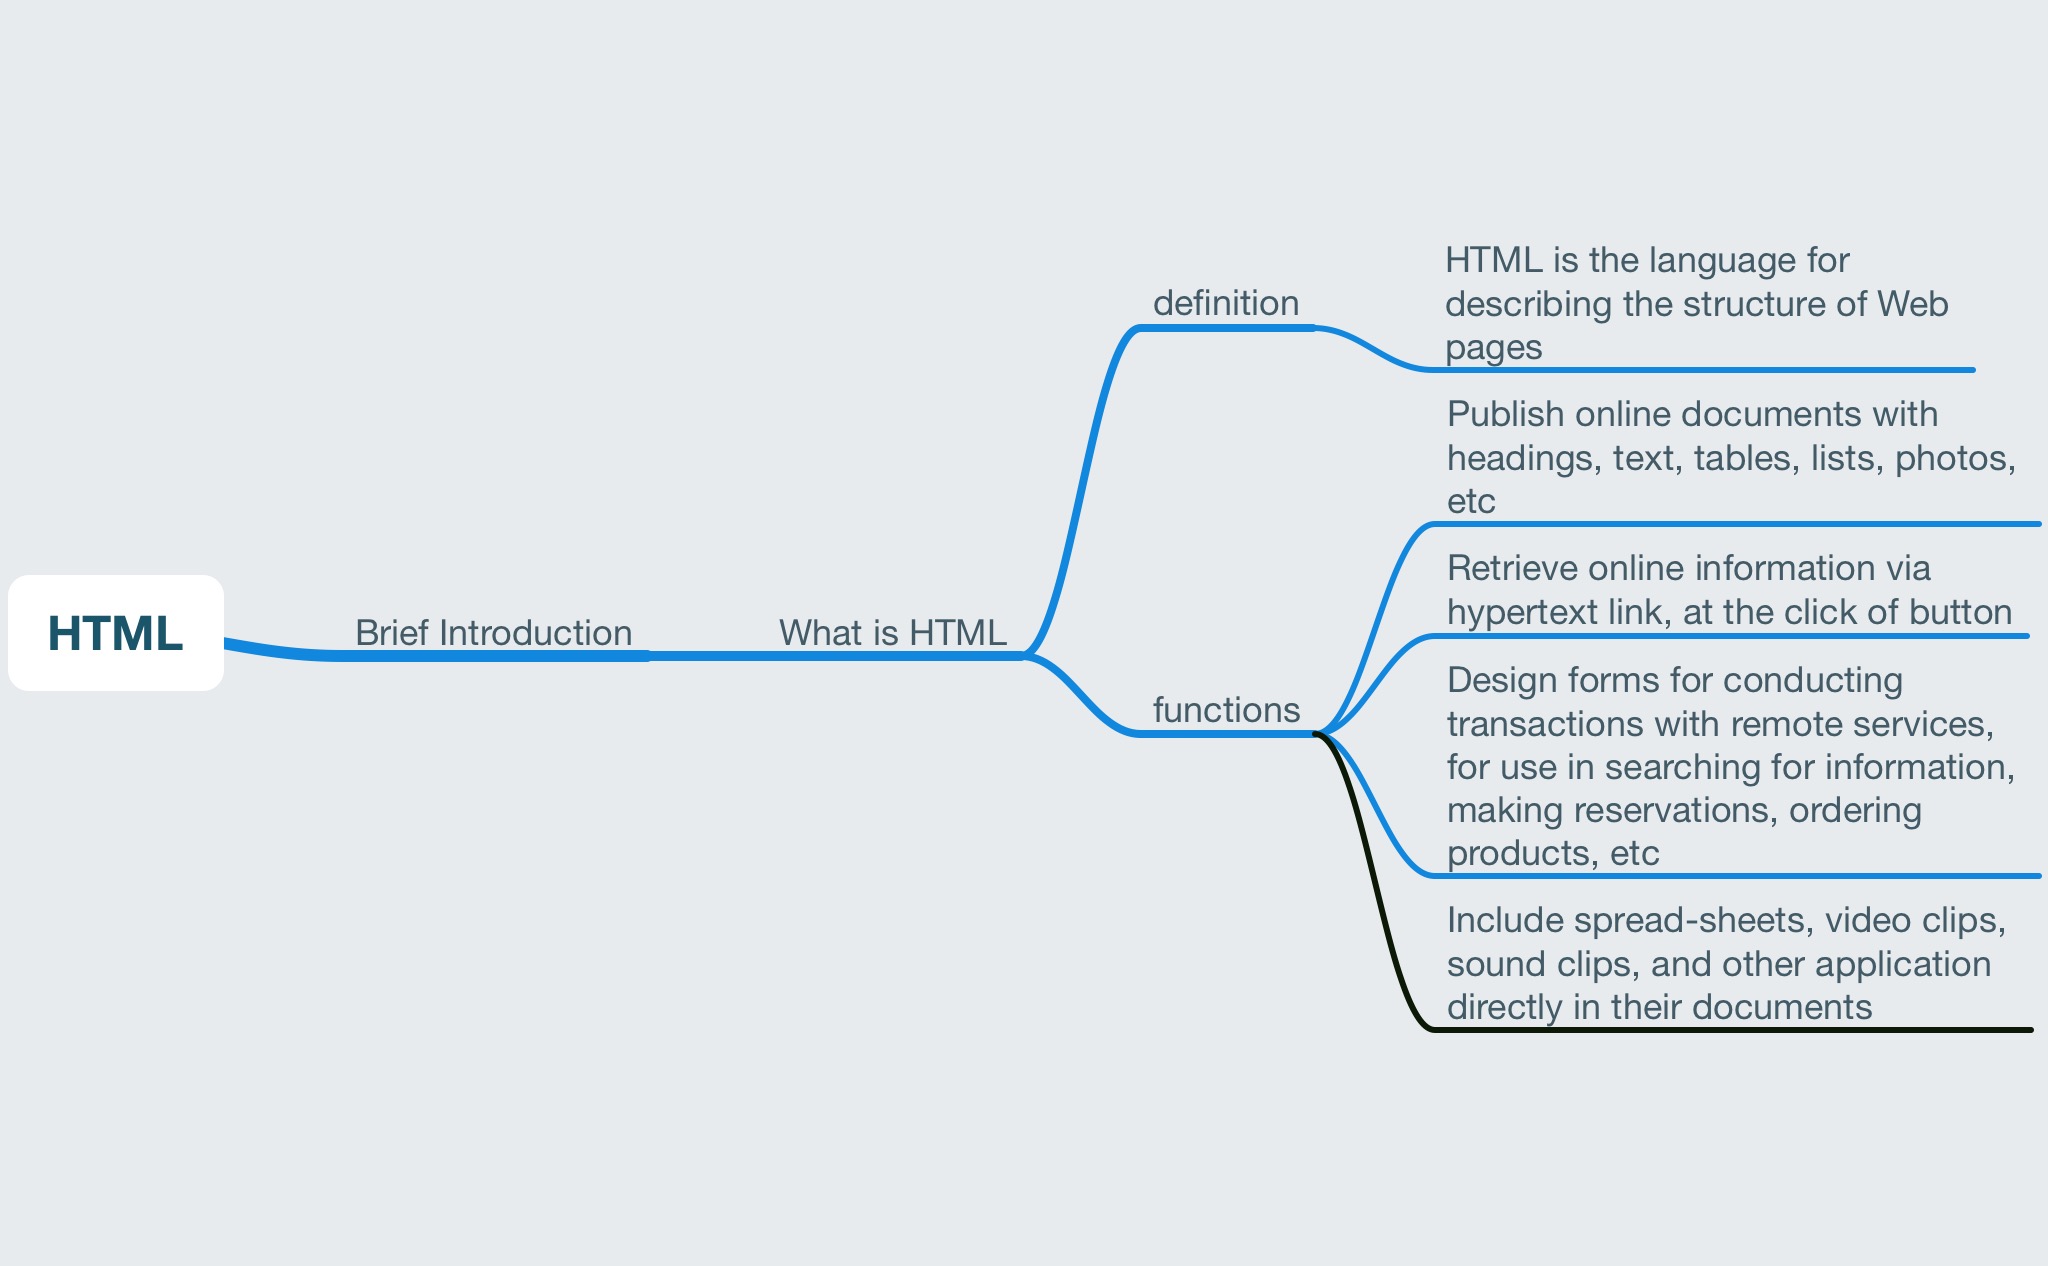 HTML
Brief Introduction
What is HTML
definition
HTML is the language for
describing the structure of Web
pages
functions
Publish online documents with
headings, text, tables, lists, photos,
etc
Retrieve online information via
hypertext link, at the click of button
Design forms for conducting
transactions with remote services,
for use in searching for information,
making reservations, ordering
products, etc
Include spread-sheets, video clips,
sound clips, and other application
directly in their documents